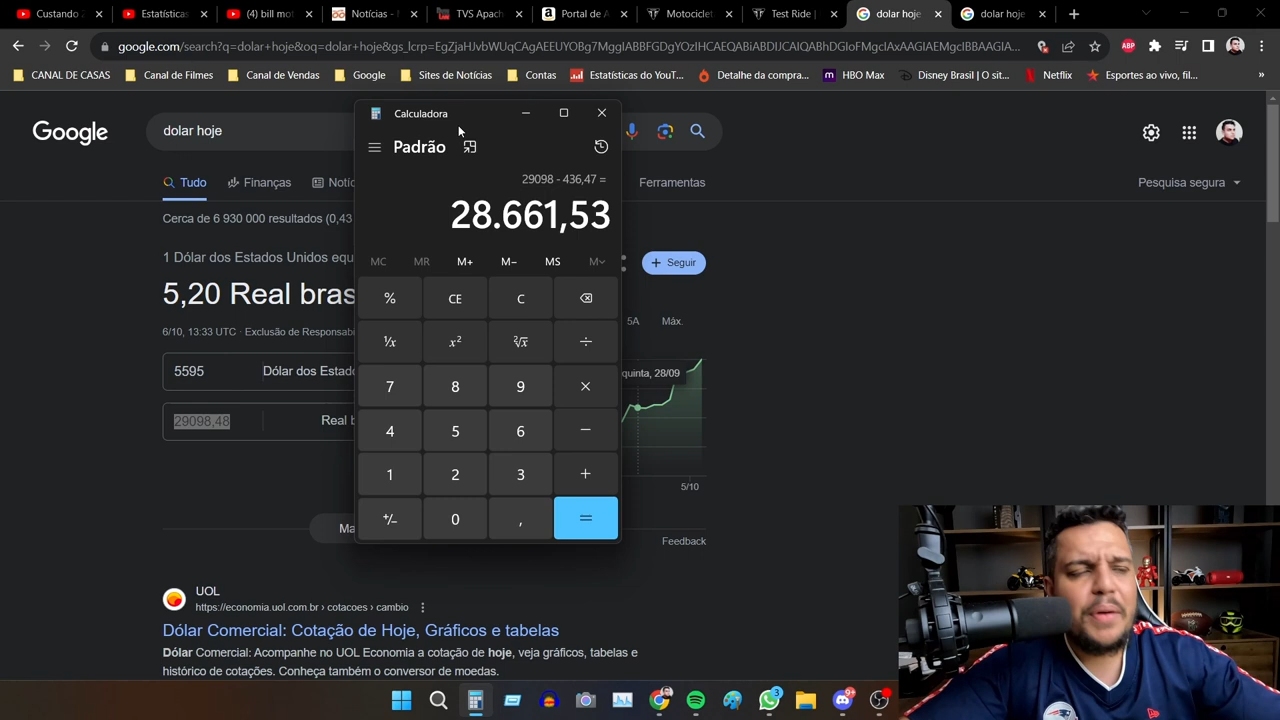 Custando
Estatísticas
(4) bill mot
Notícias - F
TVS Apach
Portal de A
Motociclet
Test Ride |
dolar hoje
dolar hoje
google.com/search?q=dolar+hoje&oq=dolar+hoje&gs_lcrp=
CANAL DE CASAS
Canal de Filmes
Canal de Vendas
Google
Sites de Notícias
Contas
Estatísticas do YouT...
Detalhe da compra...
HBO Max
Disney Brasil | O sit...
Netflix
Esportes ao vivo, fil...
»
Google
dolar hoje
Tudo
Finanças
Notíc
Ferramentas
Pesquisa segura
Cerca de 6 930 000 resultados (0,43
1 Dólar dos Estados Unidos equ
5,20 Real bras
6/10, 13:33 UTC · Exclusão de Responsabi
5595
Dólar dos Estado
29098,48
Real b
Ma
Seguir
5A
Máx.
quinta, 28/09
5/10
Feedback
Calculadora
Padrão
29098 - 436,47 =
28.661,53
MC MR M+ M− MS M
% CE C
¹/x x² ²√x ÷
7 8 9 ×
4 5 6 −
1 2 3 +
+/− 0 , =
UOL
https://economia.uol.com.br › cotacoes › cambio
Dólar Comercial: Cotação de Hoje, Gráficos e tabelas
Dólar Comercial: Acompanhe no UOL Economia a cotação de hoje, veja gráficos, tabelas e
histórico de cotações. Conheça também o conversor de moedas.
3
9+